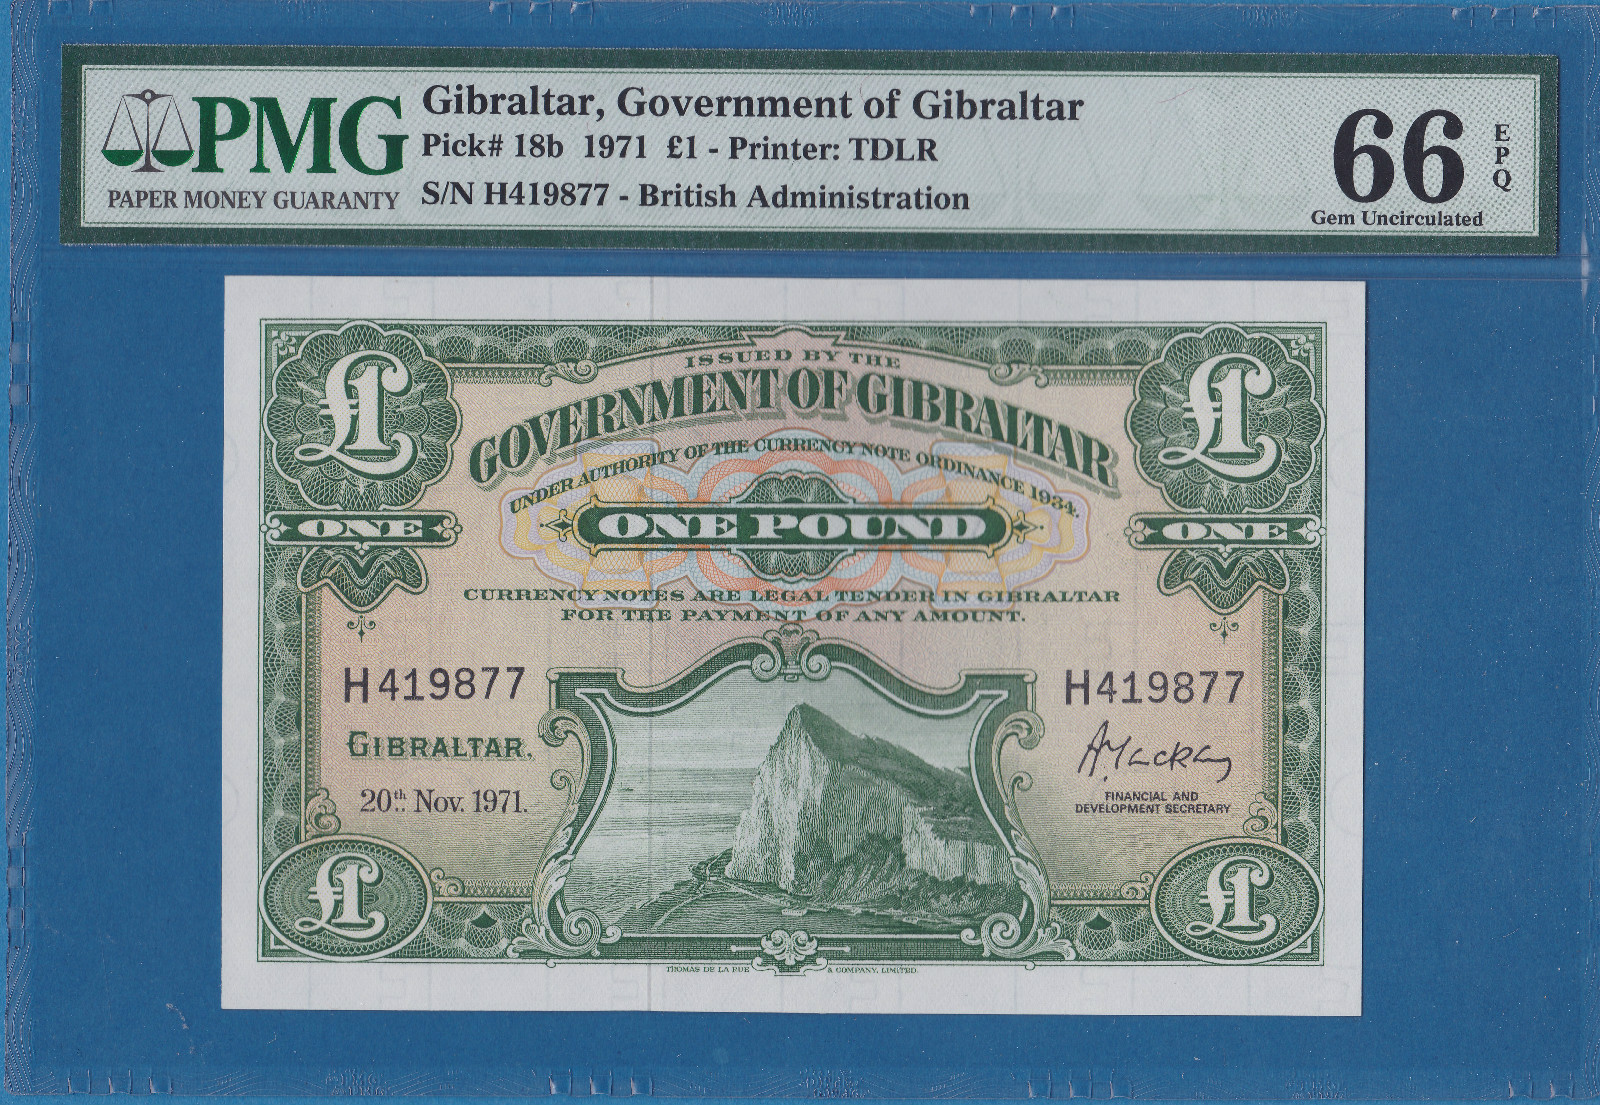 PMG
PAPER MONEY GUARANTY
Gibraltar, Government of Gibraltar
Pick# 18b 1971 £1 - Printer: TDLR
S/N H419877 - British Administration
66
EPQ
Gem Uncirculated
£1
£1
ISSUED BY THE
GOVERNMENT OF GIBRALTAR
UNDER AUTHORITY OF THE CURRENCY NOTE ORDINANCE 1934.
ONE
ONE POUND
ONE
CURRENCY NOTES ARE LEGAL TENDER IN GIBRALTAR
FOR THE PAYMENT OF ANY AMOUNT.
H419877
H419877
GIBRALTAR.
20th Nov. 1971.
A. Mackay
FINANCIAL AND
DEVELOPMENT SECRETARY
£1
£1
THOMAS DE LA RUE & COMPANY, LIMITED.